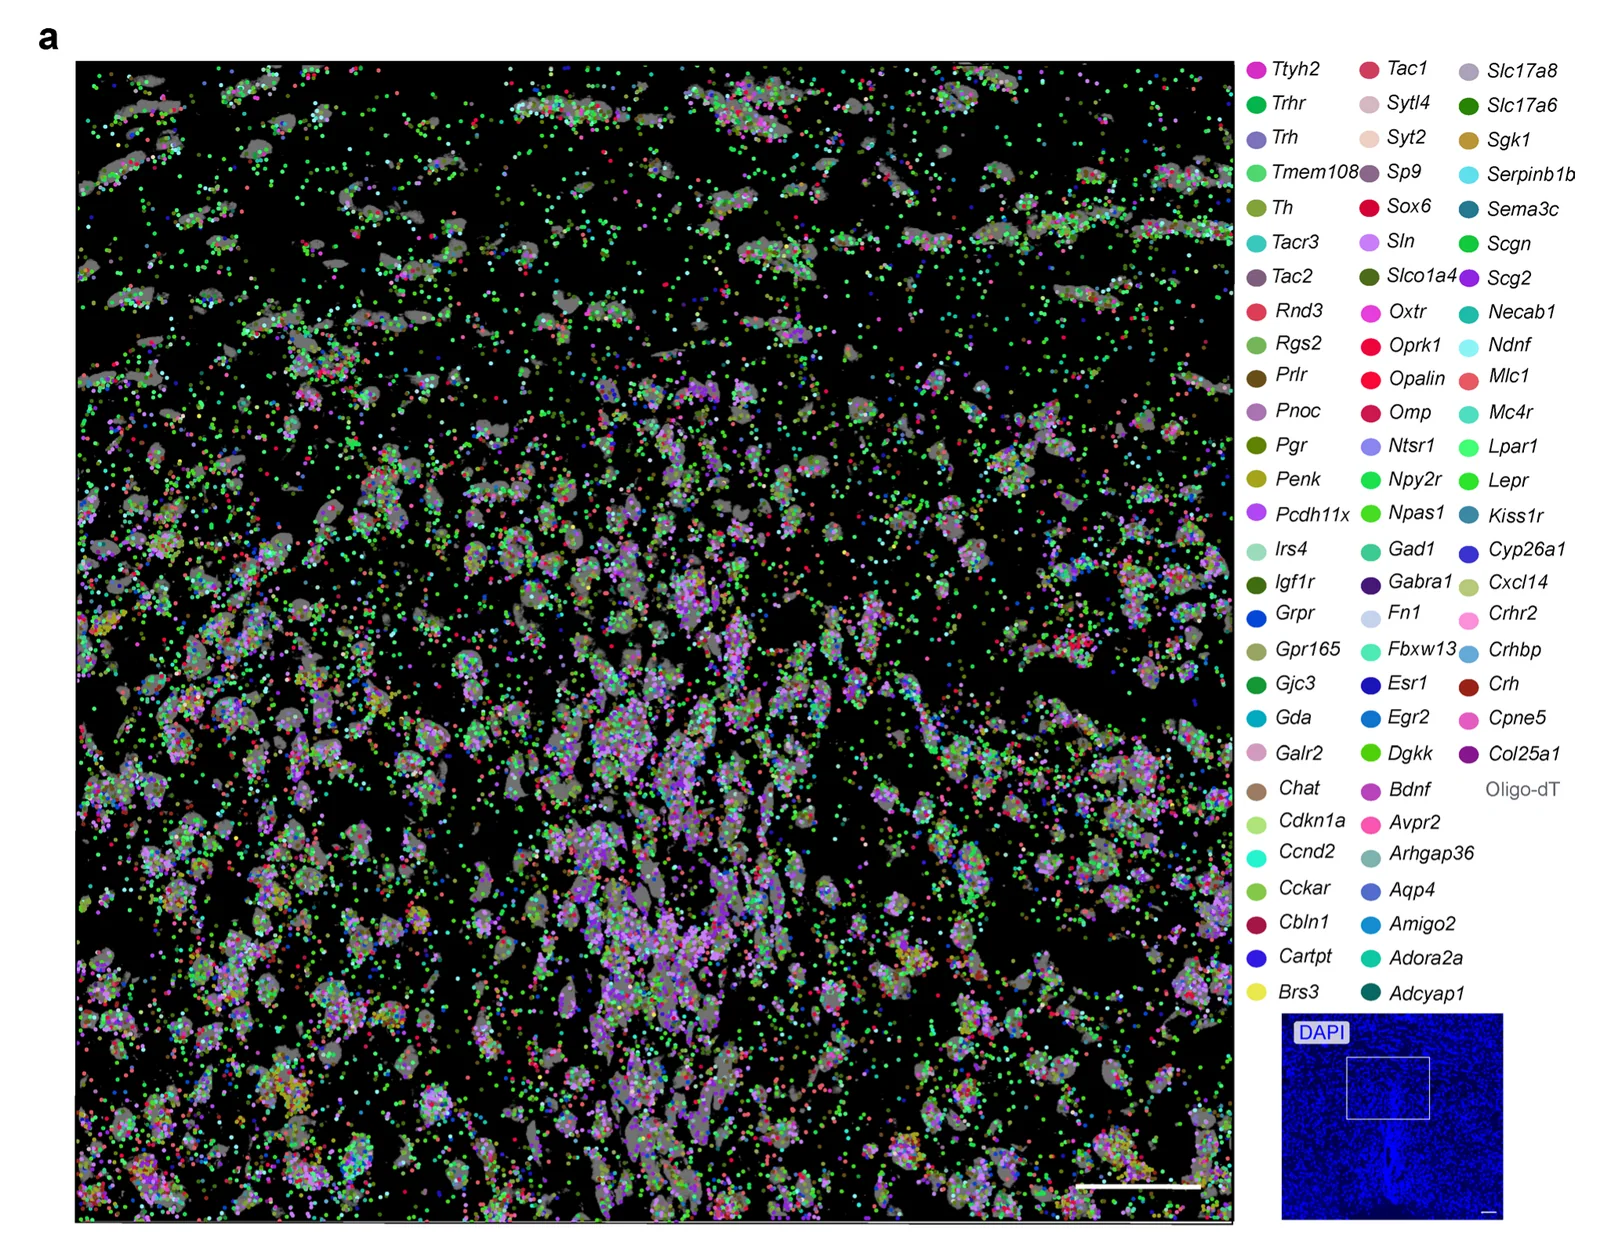 a
Ttyh2
Trhr
Trh
Tmem108
Th
Tacr3
Tac2
Rnd3
Rgs2
Prlr
Pnoc
Pgr
Penk
Pcdh11x
Irs4
Igf1r
Grpr
Gpr165
Gjc3
Gda
Galr2
Chat
Cdkn1a
Ccnd2
Cckar
Cbln1
Cartpt
Brs3
Tac1
Sytl4
Syt2
Sp9
Sox6
Sln
Slco1a4
Oxtr
Oprk1
Opalin
Omp
Ntsr1
Npy2r
Npas1
Gad1
Gabra1
Fn1
Fbxw13
Esr1
Egr2
Dgkk
Bdnf
Avpr2
Arhgap36
Aqp4
Amigo2
Adora2a
Adcyap1
Slc17a8
Slc17a6
Sgk1
Serpinb1b
Sema3c
Scgn
Scg2
Necab1
Ndnf
Mlc1
Mc4r
Lpar1
Lepr
Kiss1r
Cyp26a1
Cxcl14
Crhr2
Crhbp
Crh
Cpne5
Col25a1
Oligo-dT
DAPI